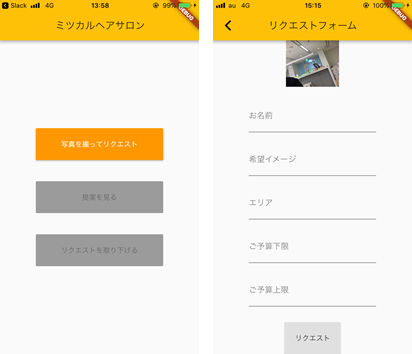 Slack 4G 13:58 99%
DEBUG
ミツカルヘアサロン
写真を撮ってリクエスト
提案を見る
リクエストを取り下げる
au 4G 15:15 100%
DEBUG
リクエストフォーム
お名前
希望イメージ
エリア
ご予算下限
ご予算上限
リクエスト